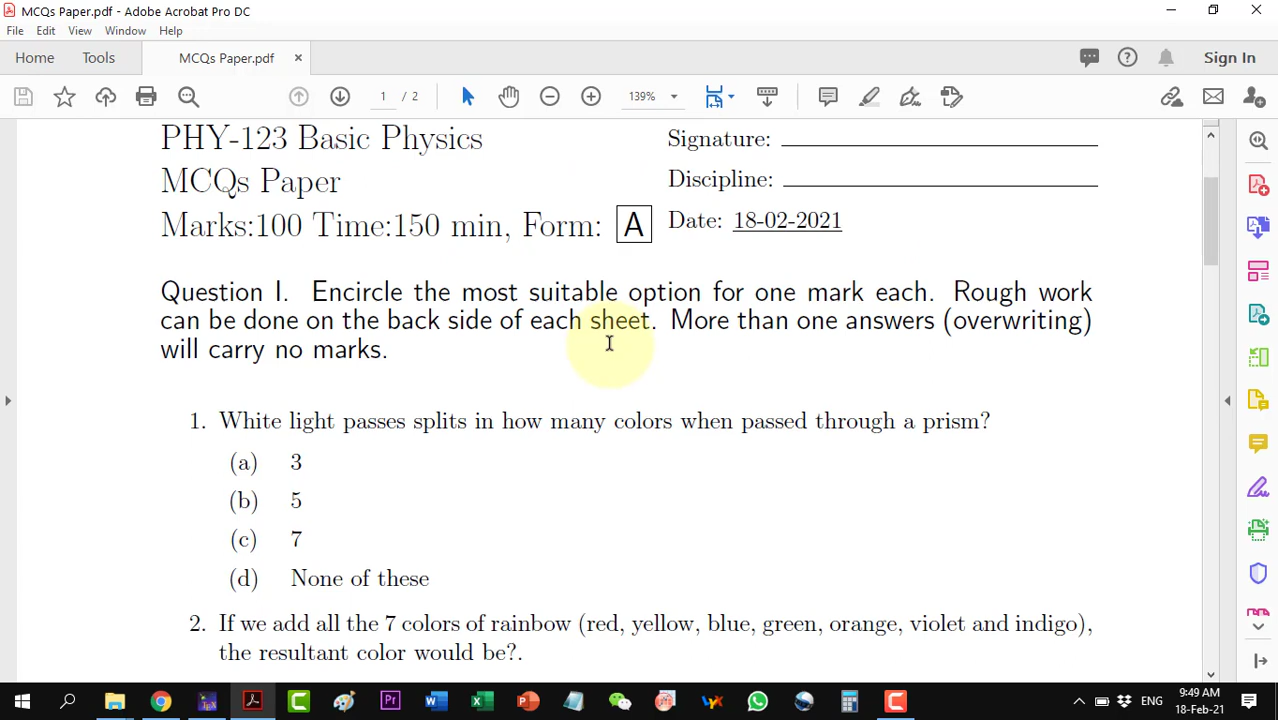 MCQs Paper.pdf - Adobe Acrobat Pro DC
File Edit View Window Help
Home Tools MCQs Paper.pdf × Sign In
1 / 2 139%
PHY-123 Basic Physics
MCQs Paper
Marks:100 Time:150 min, Form: A
Signature:
Discipline:
Date: 18-02-2021
Question I. Encircle the most suitable option for one mark each. Rough work
can be done on the back side of each sheet. More than one answers (overwriting)
will carry no marks.
1. White light passes splits in how many colors when passed through a prism?
(a) 3
(b) 5
(c) 7
(d) None of these
2. If we add all the 7 colors of rainbow (red, yellow, blue, green, orange, violet and indigo),
the resultant color would be?.
ENG
9:49 AM
18-Feb-21